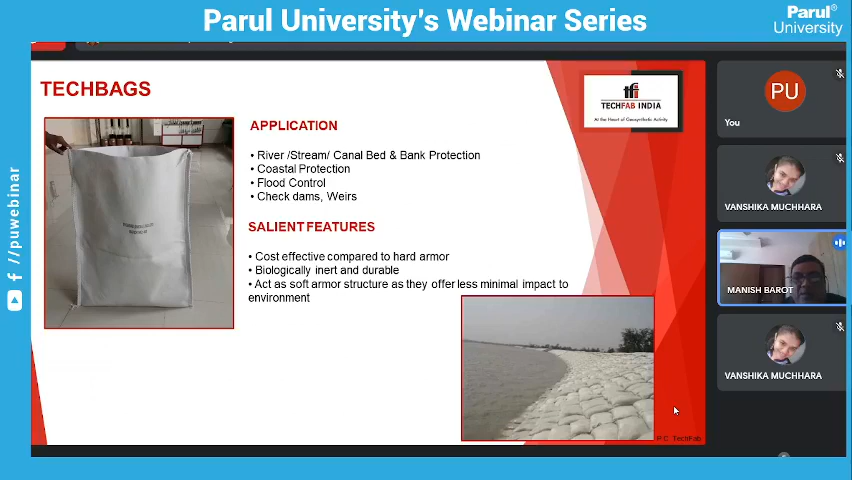 Parul University's Webinar Series
Parul®
University
TECHBAGS
tfi
TECHFAB INDIA
At the Heart of Geosynthetic Activity
APPLICATION
• River /Stream/ Canal Bed & Bank Protection
• Coastal Protection
• Flood Control
• Check dams, Weirs
SALIENT FEATURES
• Cost effective compared to hard armor
• Biologically inert and durable
• Act as soft armor structure as they offer less minimal impact to
environment
P.C. TechFab
PU
You
VANSHIKA MUCHHARA
MANISH BAROT
VANSHIKA MUCHHARA
f //puwebinar